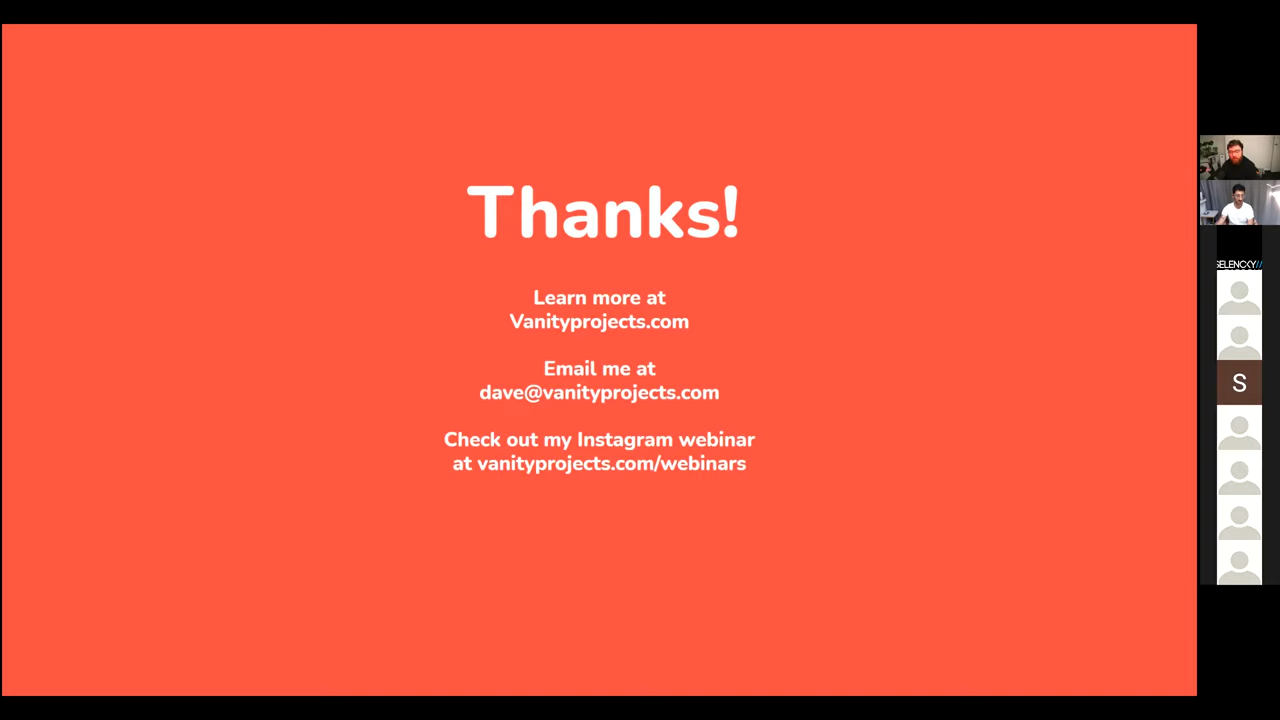 Thanks!
Learn more at
Vanityprojects.com
Email me at
dave@vanityprojects.com
Check out my Instagram webinar
at vanityprojects.com/webinars
SELENCKY//
S